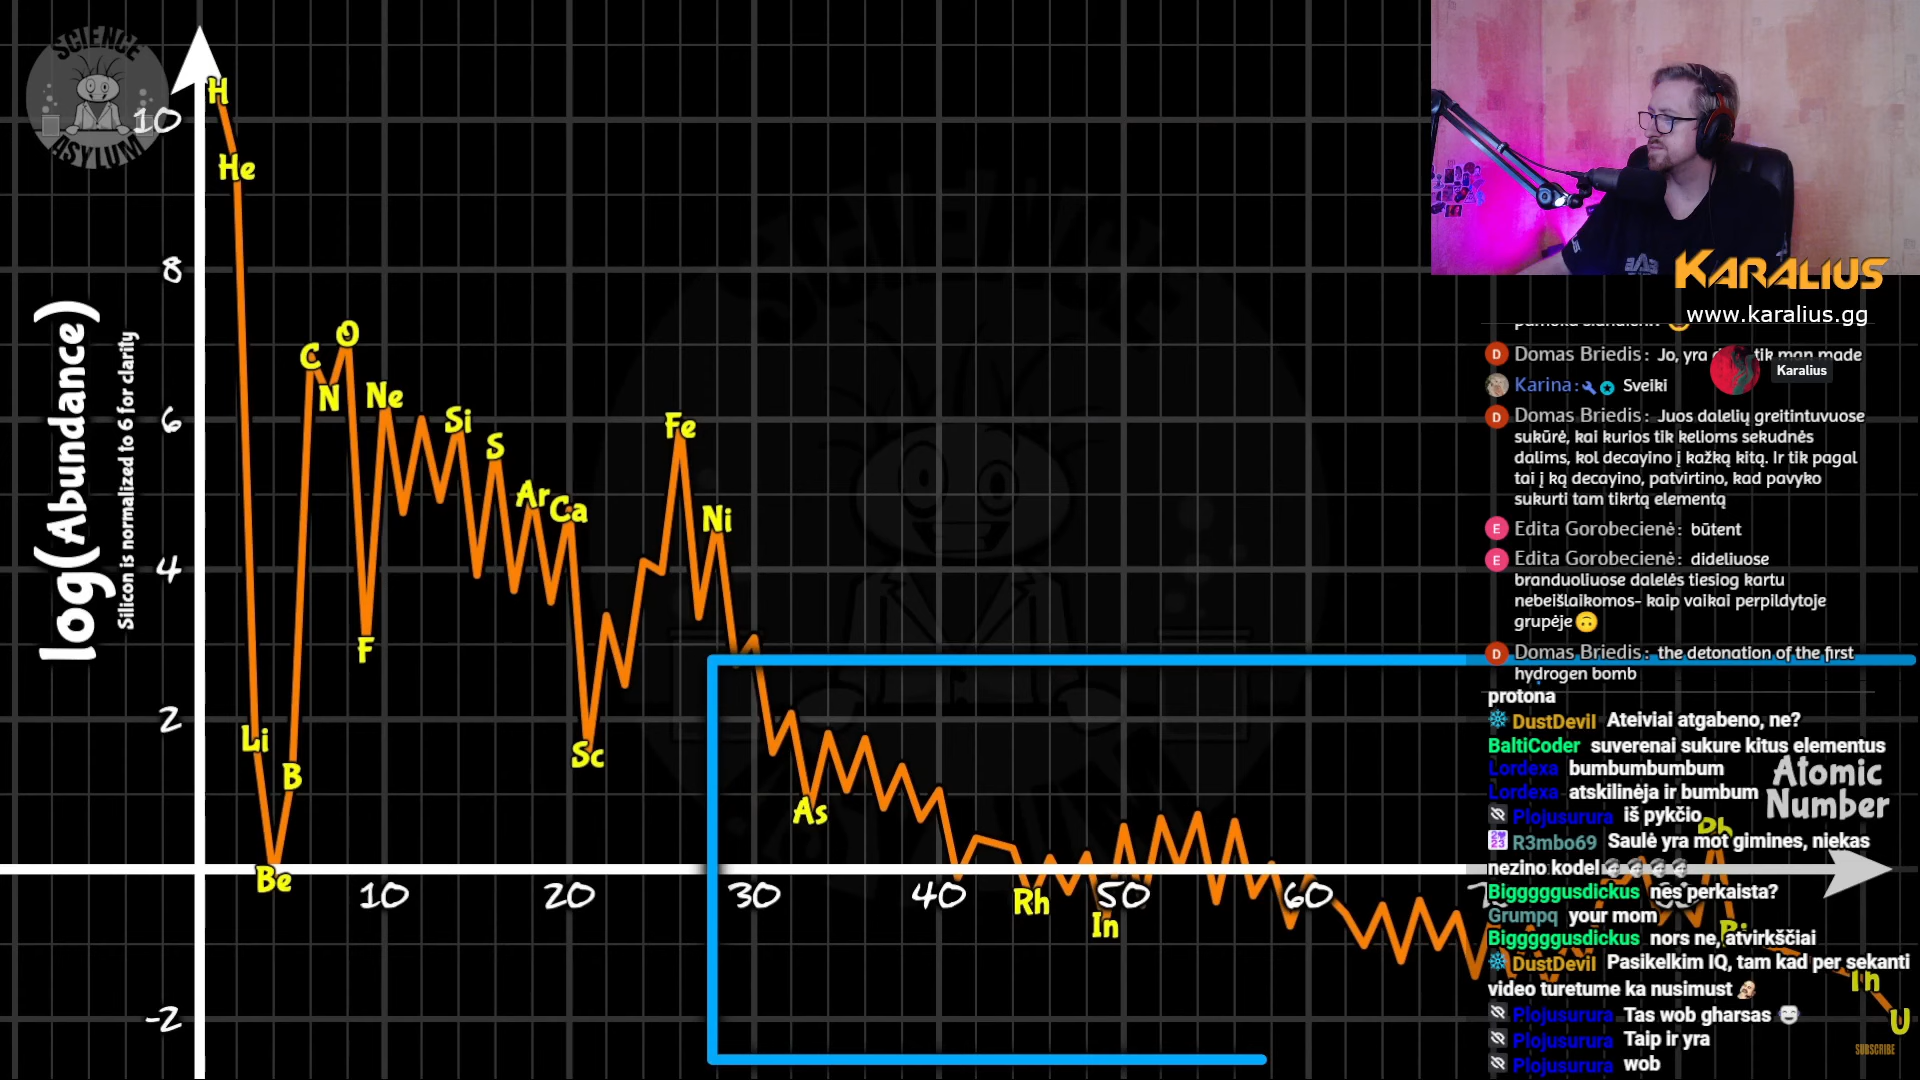 SCIENCE
ASYLUM
log(Abundance)
Silicon is normalized to 6 for clarity
10
8
6
4
2
-2
H
He
Li
Be
B
C
N
O
F
Ne
Si
S
Ar
Ca
Sc
Fe
Ni
As
Rh
In
10
20
30
40
50
60
Atomic
Number
Th
U
SUBSCRIBE
KARALIUS
www.karalius.gg
Domas Briedis: Jo, yra tik man made
Karalius
Karina: Sveiki
Domas Briedis: Juos dalelių greitintuvuose
sukūrė, kai kurios tik kelioms sekudnės
dalims, kol decayino į kažką kitą. Ir tik pagal
tai į ką decayino, patvirtino, kad pavyko
sukurti tam tikrtą elementą
Edita Gorobecienė: būtent
Edita Gorobecienė: dideliuose
branduoliuose dalelės tiesiog kartu
nebeišlaikomos- kaip vaikai perpildytoje
grupėje
Domas Briedis: the detonation of the first
hydrogen bomb
protona
DustDevil Ateiviai atgabeno, ne?
BaltiCoder suverenai sukure kitus elementus
Lordexa bumbumbumbum
Lordexa atskilinėja ir bumbum
Plojusurura iš pykčio
R3mbo69 Saulė yra mot gimines, niekas
nezino kodel
Bigggggusdickus nes perkaista?
Grumpq your mom
Bigggggusdickus nors ne, atvirkščiai
DustDevil Pasikelkim IQ, tam kad per sekanti
video turetume ka nusimust
Plojusurura Tas wob gharsas
Plojusurura Taip ir yra
Plojusurura wob